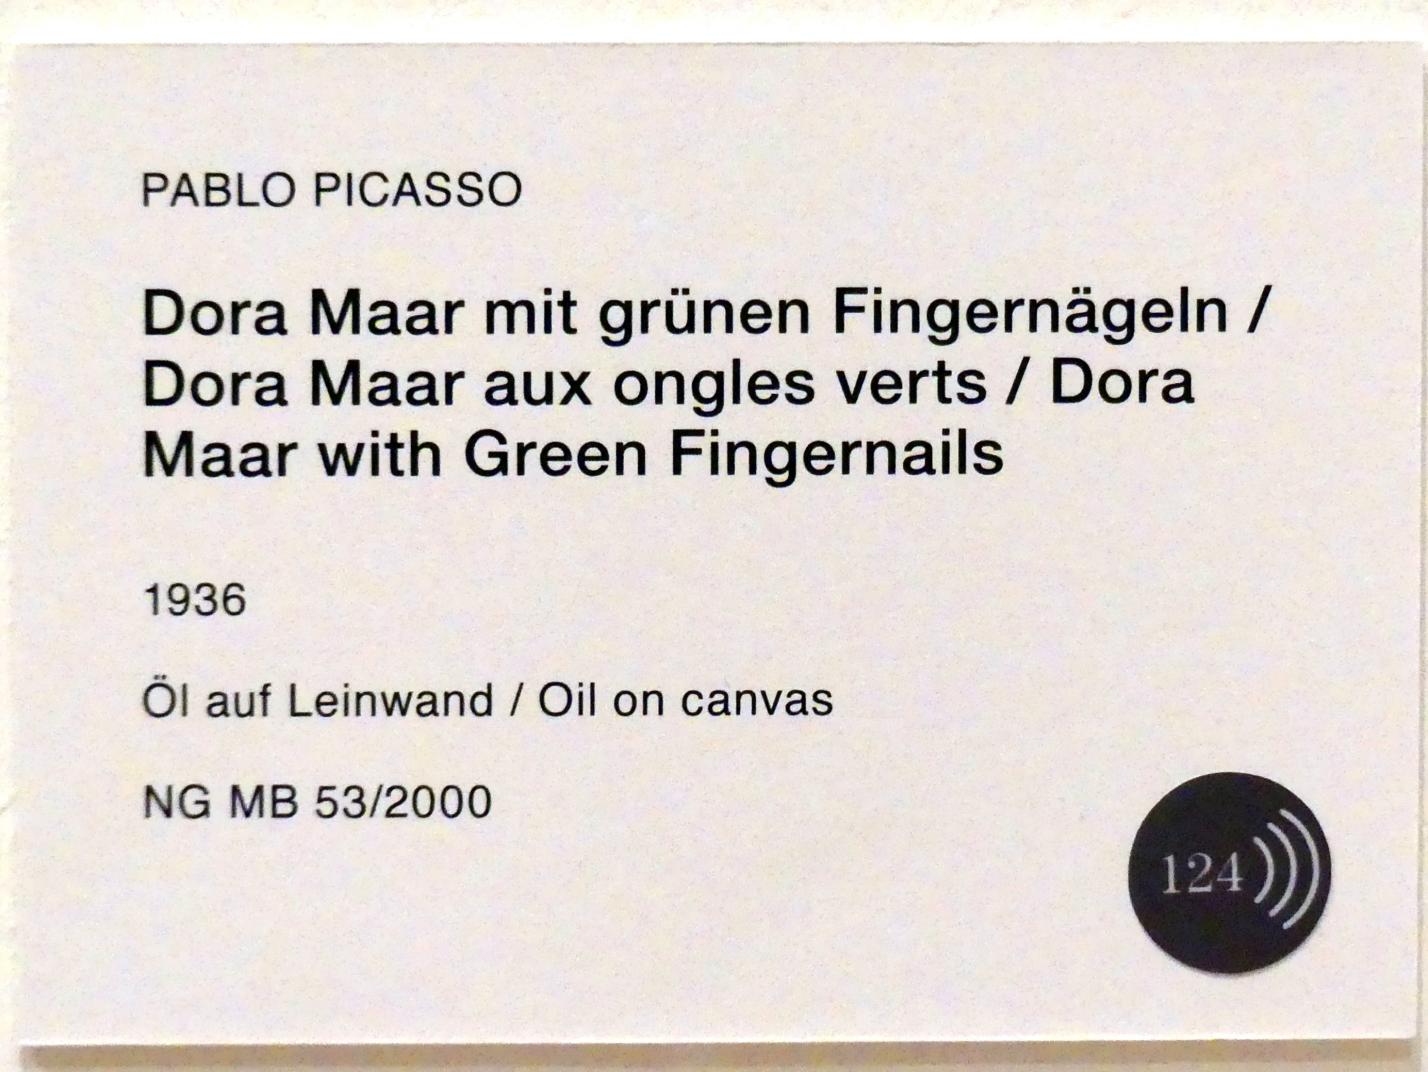 PABLO PICASSO
Dora Maar mit grünen Fingernägeln /
Dora Maar aux ongles verts / Dora
Maar with Green Fingernails
1936
Öl auf Leinwand / Oil on canvas
NG MB 53/2000
124